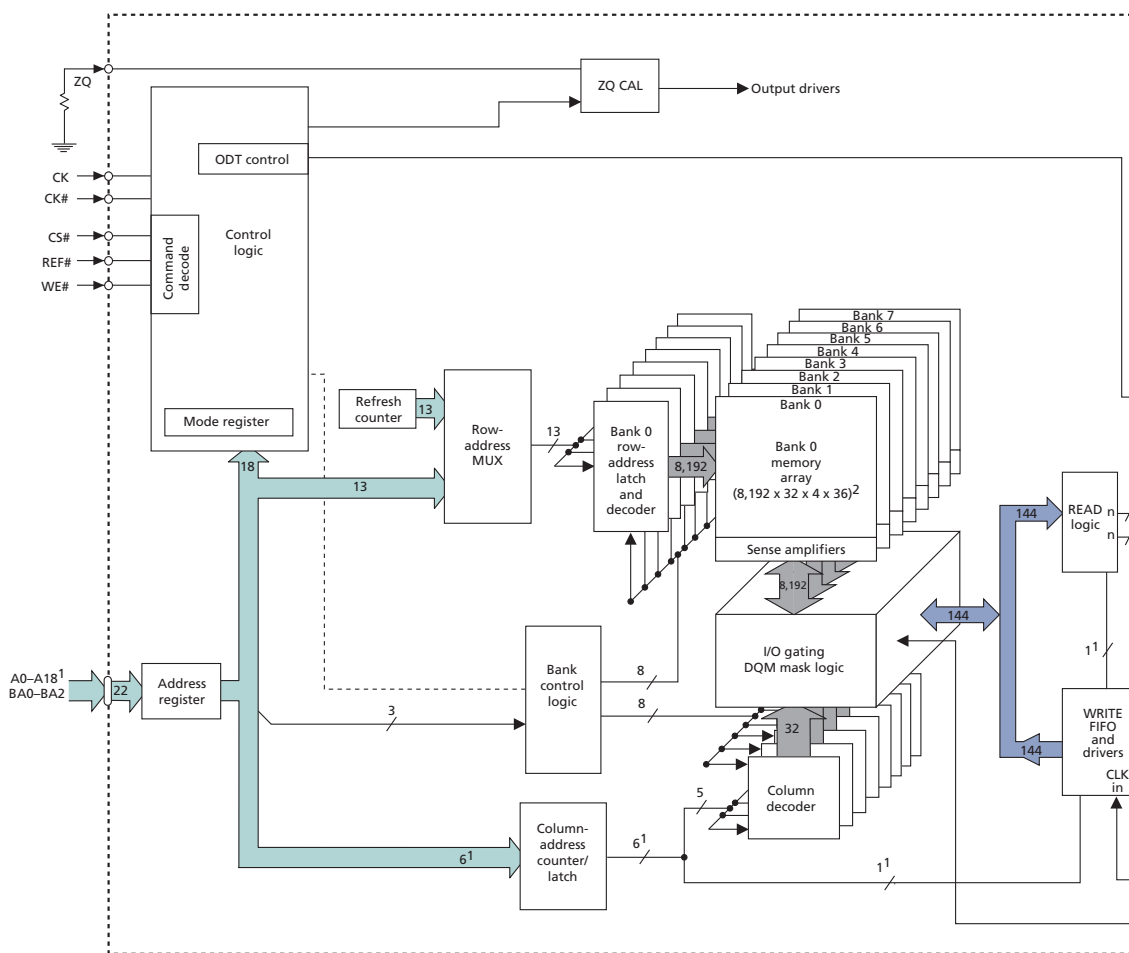 ZQ
ZQ CAL
Output drivers
ODT control
CK
CK#
CS#
REF#
WE#
Command
decode
Control
logic
Mode register
18
Refresh
counter
13
13
Row-
address
MUX
13
Bank 0
row-
address
latch
and
decoder
8,192
Bank 7
Bank 6
Bank 5
Bank 4
Bank 3
Bank 2
Bank 1
Bank 0
Bank 0
memory
array
(8,192 x 32 x 4 x 36)²
Sense amplifiers
8,192
I/O gating
DQM mask logic
144
144
READ
logic
n
n
1¹
WRITE
FIFO
and
drivers
CLK
in
144
A0–A18¹
BA0–BA2
22
Address
register
3
Bank
control
logic
8
8
32
Column
decoder
5
6¹
Column-
address
counter/
latch
6¹
1¹